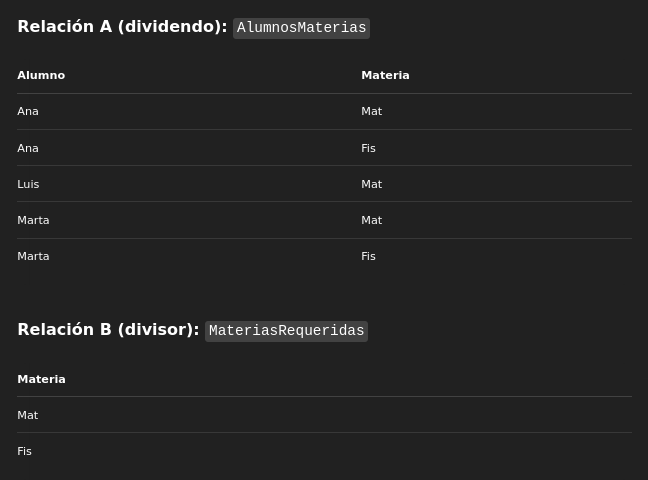 Relación A (dividendo): AlumnosMaterias
Alumno Materia
Ana Mat
Ana Fis
Luis Mat
Marta Mat
Marta Fis
Relación B (divisor): MateriasRequeridas
Materia
Mat
Fis